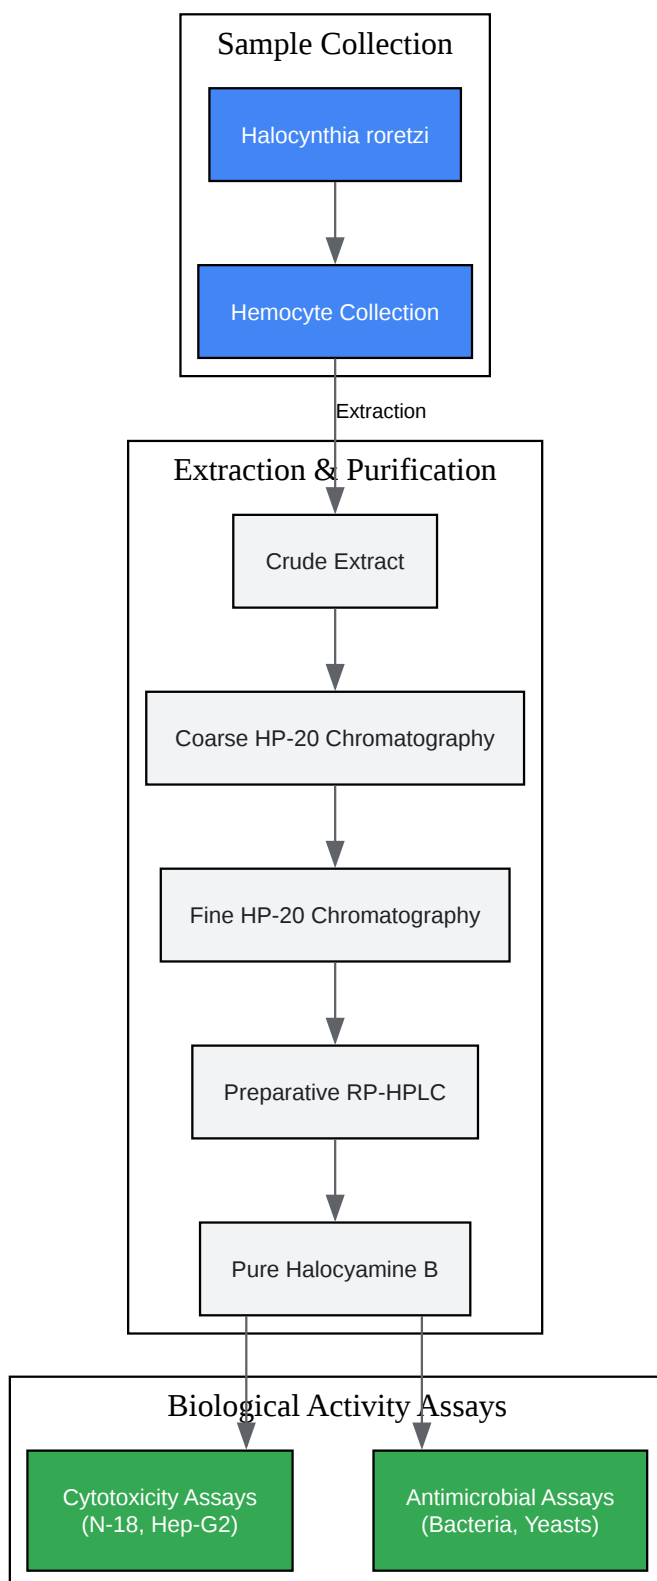 Sample Collection
Halocynthia roretzi
Hemocyte Collection
Extraction
Extraction & Purification
Crude Extract
Coarse HP-20 Chromatography
Fine HP-20 Chromatography
Preparative RP-HPLC
Pure Halocyamine B
Biological Activity Assays
Cytotoxicity Assays
(N-18, Hep-G2)
Antimicrobial Assays
(Bacteria, Yeasts)